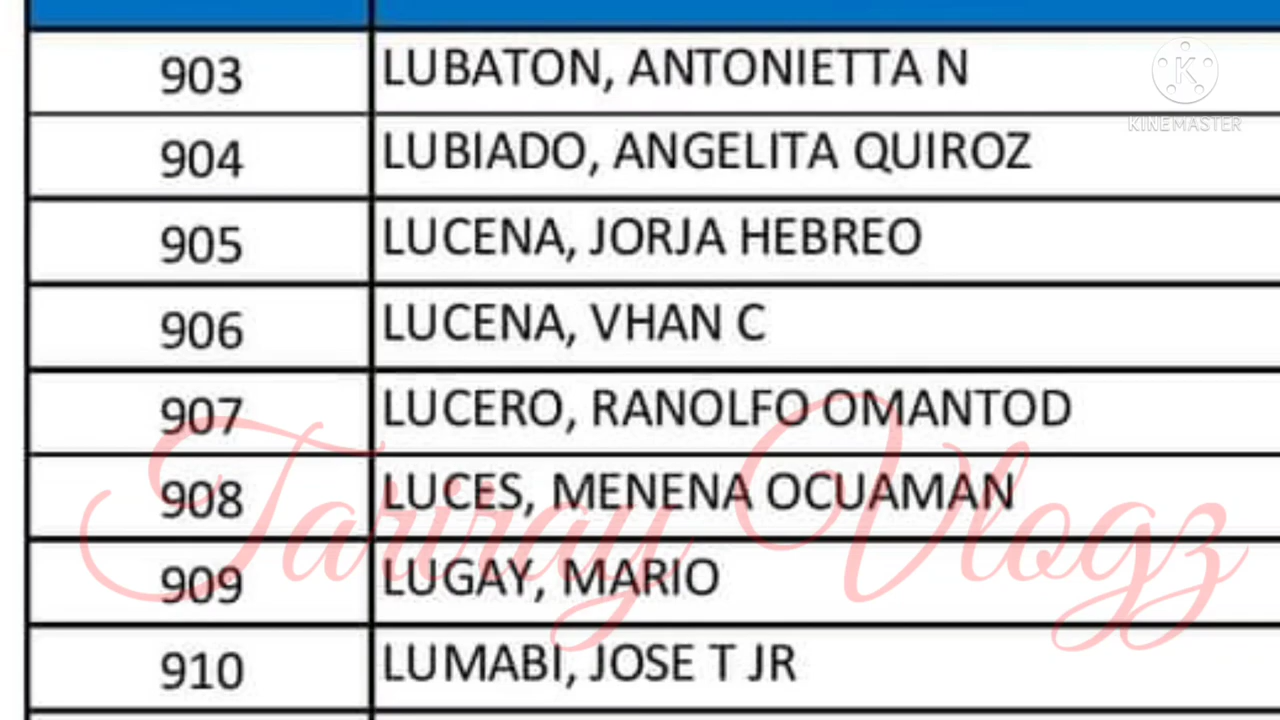 903 LUBATON, ANTONIETTA N
KINEMASTER
904 LUBIADO, ANGELITA QUIROZ
905 LUCENA, JORJA HEBREO
906 LUCENA, VHAN C
907 LUCERO, RANOLFO OMANTOD
908 LUCES, MENENA OCUAMAN
Vlogz
909 LUGAY, MARIO
910 LUMABI, JOSE T JR